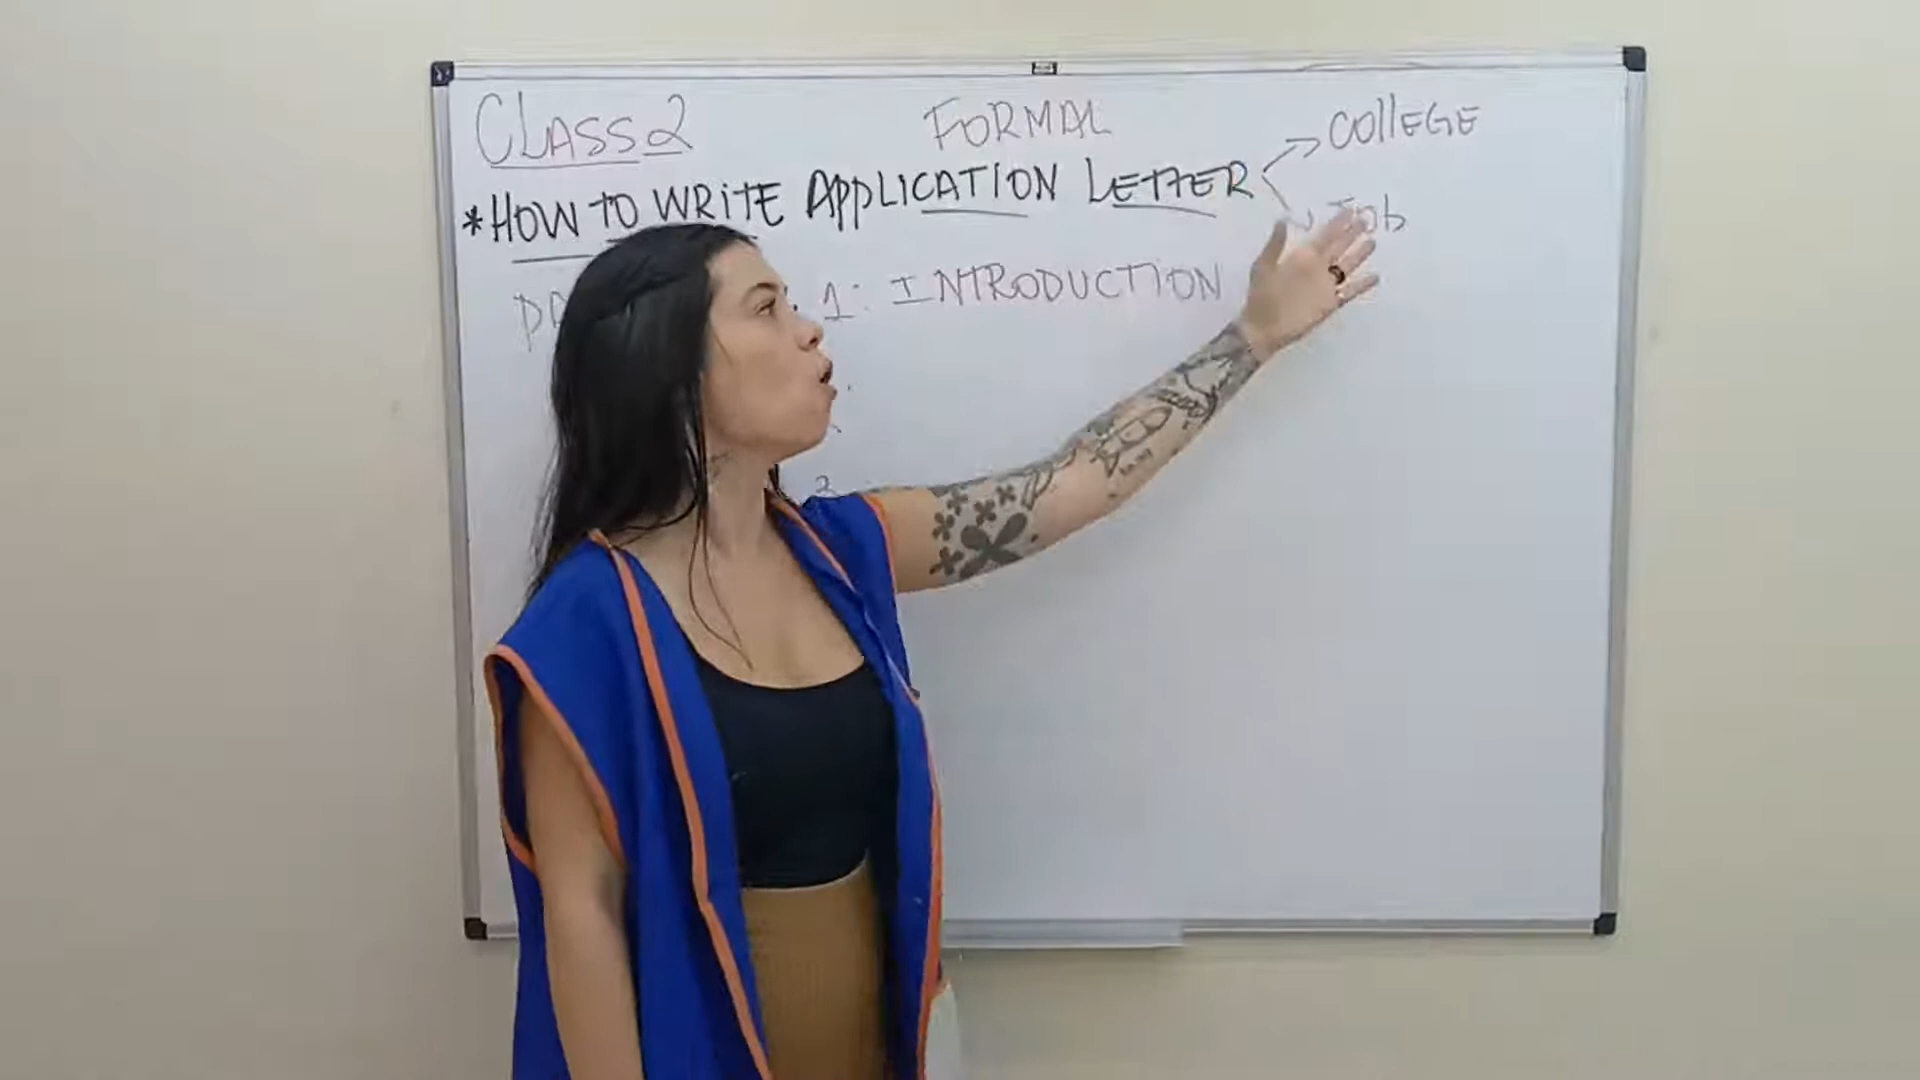 CLASS 2
FORMAL
COllEGE
*HOW TO WRITE APPLICATION LETTER
Job
1: INTRODUCTION